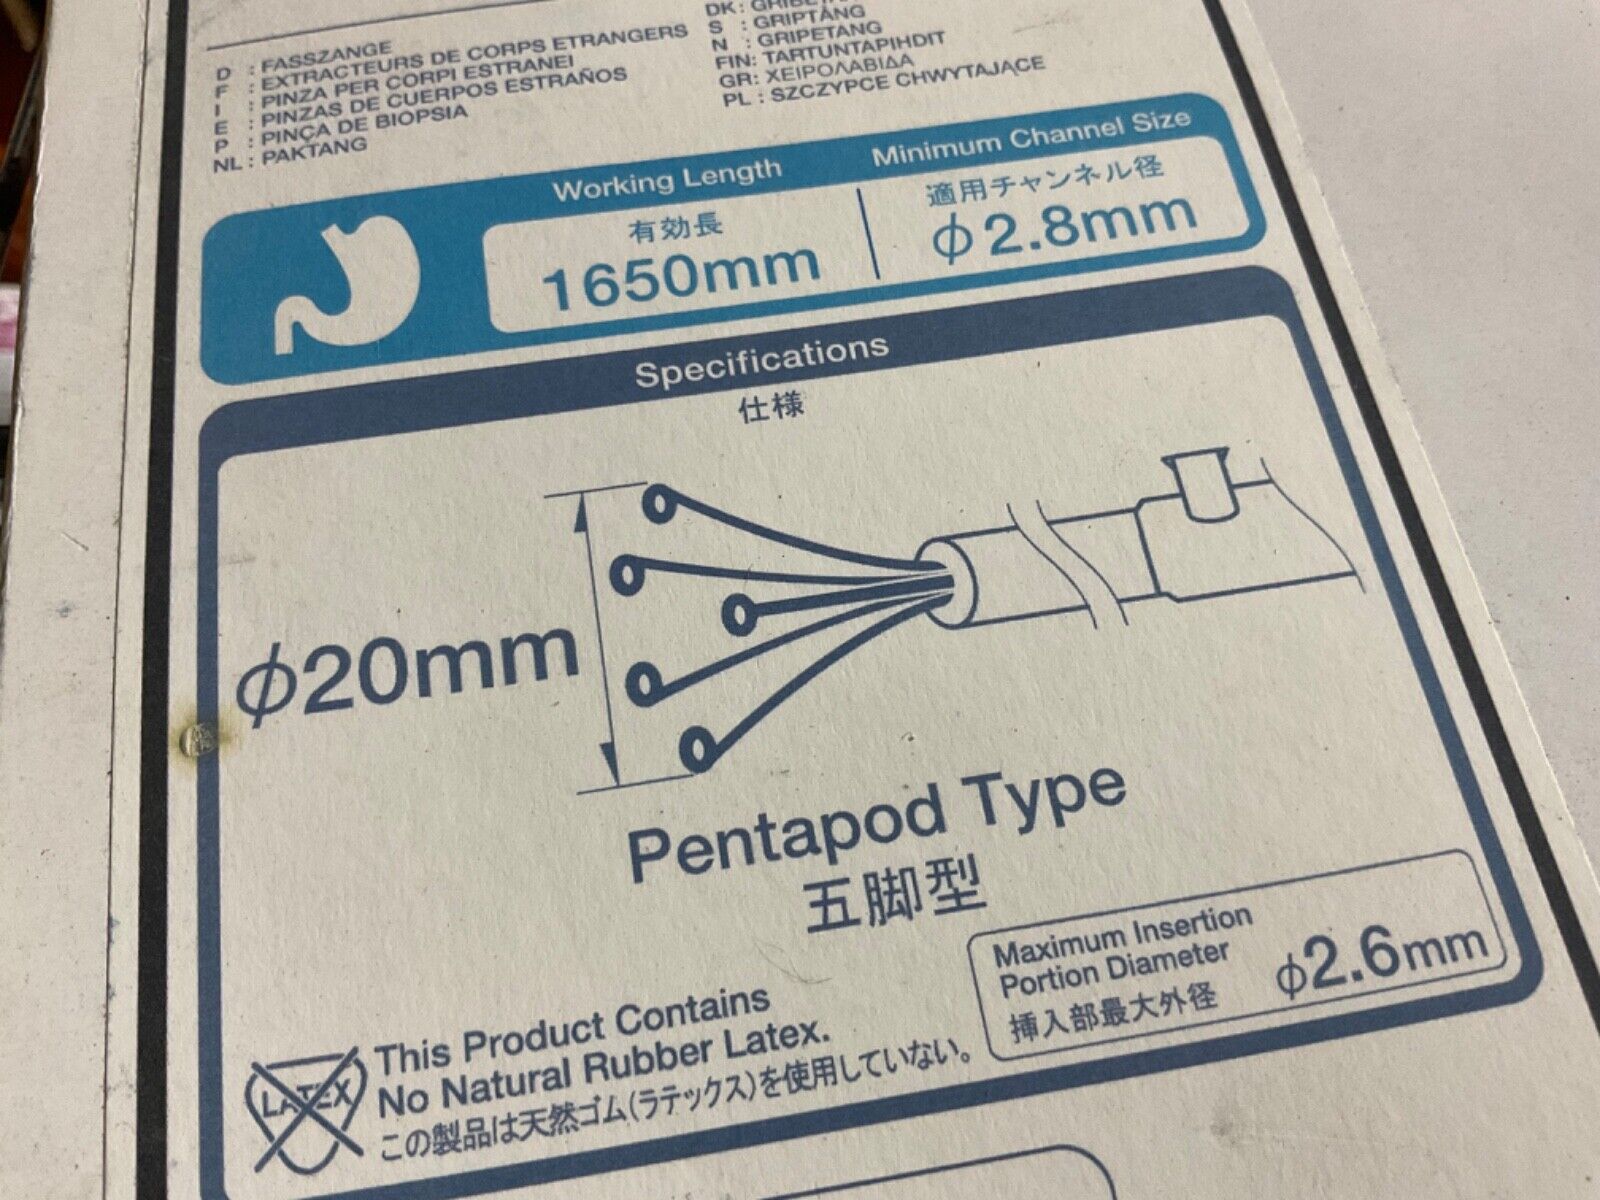 D : FASSZANGE
F : EXTRACTEURS DE CORPS ETRANGERS
I : PINZA PER CORPI ESTRANEI
E : PINZAS DE CUERPOS ESTRAÑOS
P : PINÇA DE BIOPSIA
NL : PAKTANG
DK:
S : GRIPTÅNG
N : GRIPETANG
FIN: TARTUNTAPIHDIT
GR: ΧΕΙΡΟΛΑΒΙΔΑ
PL : SZCZYPCE CHWYTAJĄCE
Working Length
有効長
1650mm
Minimum Channel Size
適用チャンネル径
φ2.8mm
Specifications
仕様
φ20mm
Pentapod Type
五脚型
Maximum Insertion
Portion Diameter
挿入部最大外径
φ2.6mm
LATEX
This Product Contains
No Natural Rubber Latex.
この製品は天然ゴム(ラテックス)を使用していない。